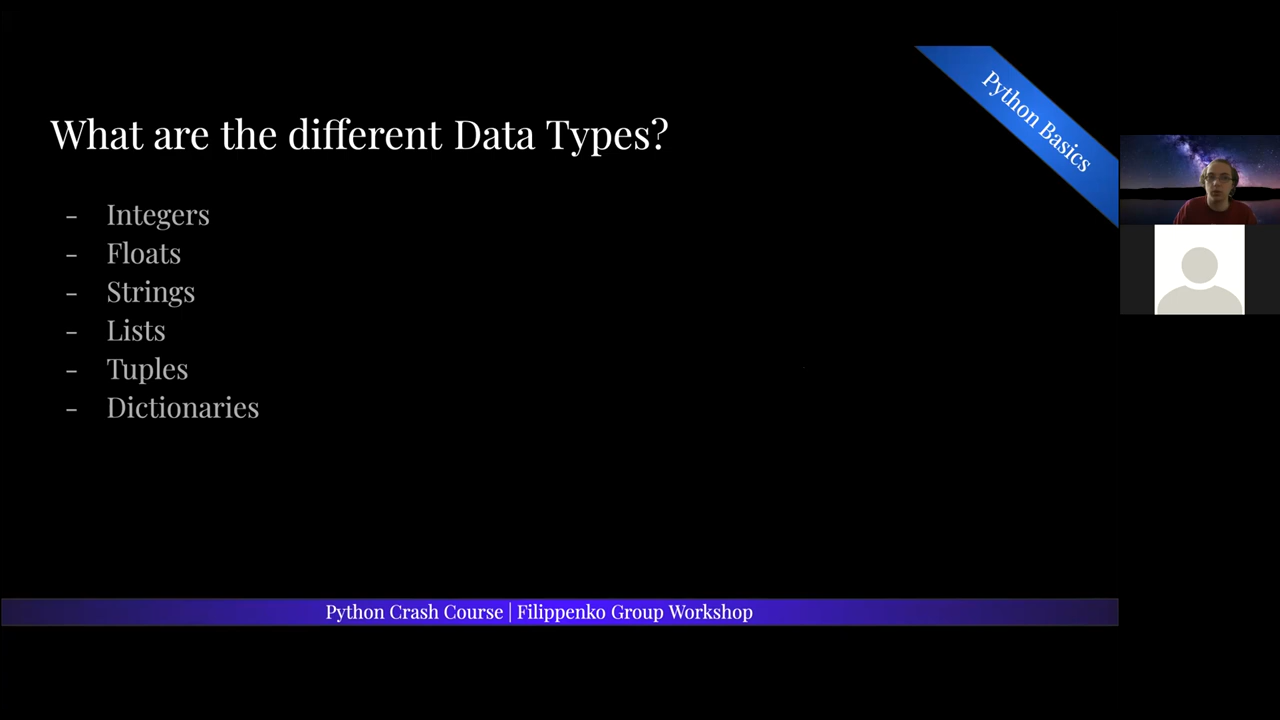 Python Basics
What are the different Data Types?
- Integers
- Floats
- Strings
- Lists
- Tuples
- Dictionaries
Python Crash Course | Filippenko Group Workshop